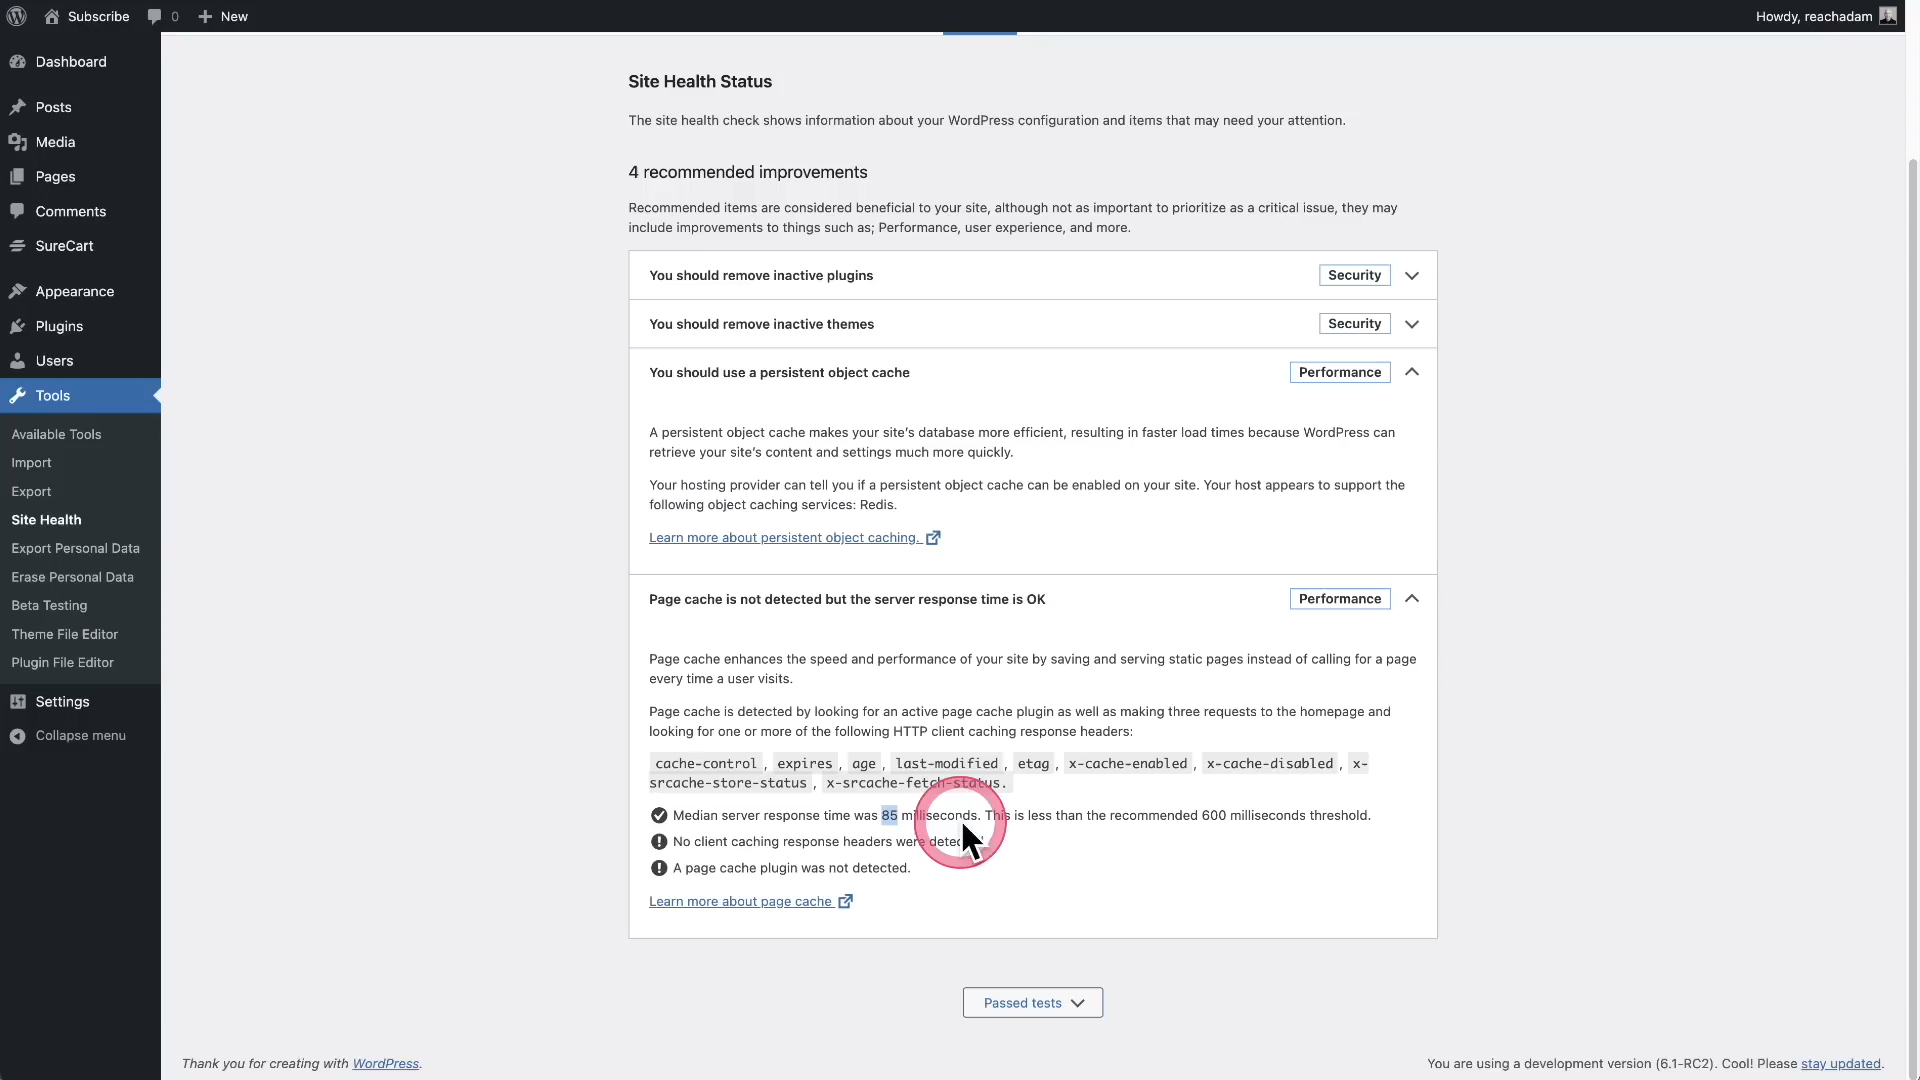 Subscribe
0
New
Howdy, reachadam
Dashboard
Posts
Media
Pages
Comments
SureCart
Appearance
Plugins
Users
Tools
Available Tools
Import
Export
Site Health
Export Personal Data
Erase Personal Data
Beta Testing
Theme File Editor
Plugin File Editor
Settings
Collapse menu
Site Health Status
The site health check shows information about your WordPress configuration and items that may need your attention.
4 recommended improvements
Recommended items are considered beneficial to your site, although not as important to prioritize as a critical issue, they may
include improvements to things such as; Performance, user experience, and more.
You should remove inactive plugins
Security
You should remove inactive themes
Security
You should use a persistent object cache
Performance
A persistent object cache makes your site's database more efficient, resulting in faster load times because WordPress can
retrieve your site's content and settings much more quickly.
Your hosting provider can tell you if a persistent object cache can be enabled on your site. Your host appears to support the
following object caching services: Redis.
Learn more about persistent object caching.
Page cache is not detected but the server response time is OK
Performance
Page cache enhances the speed and performance of your site by saving and serving static pages instead of calling for a page
every time a user visits.
Page cache is detected by looking for an active page cache plugin as well as making three requests to the homepage and
looking for one or more of the following HTTP client caching response headers:
cache-control , expires , age , last-modified , etag , x-cache-enabled , x-cache-disabled , x-
srcache-store-status , x-srcache-fetch-status.
Median server response time was 85 milliseconds. This is less than the recommended 600 milliseconds threshold.
No client caching response headers were
A page cache plugin was not detected.
Learn more about page cache
Passed tests
Thank you for creating with WordPress.
You are using a development version (6.1-RC2). Cool! Please stay updated.